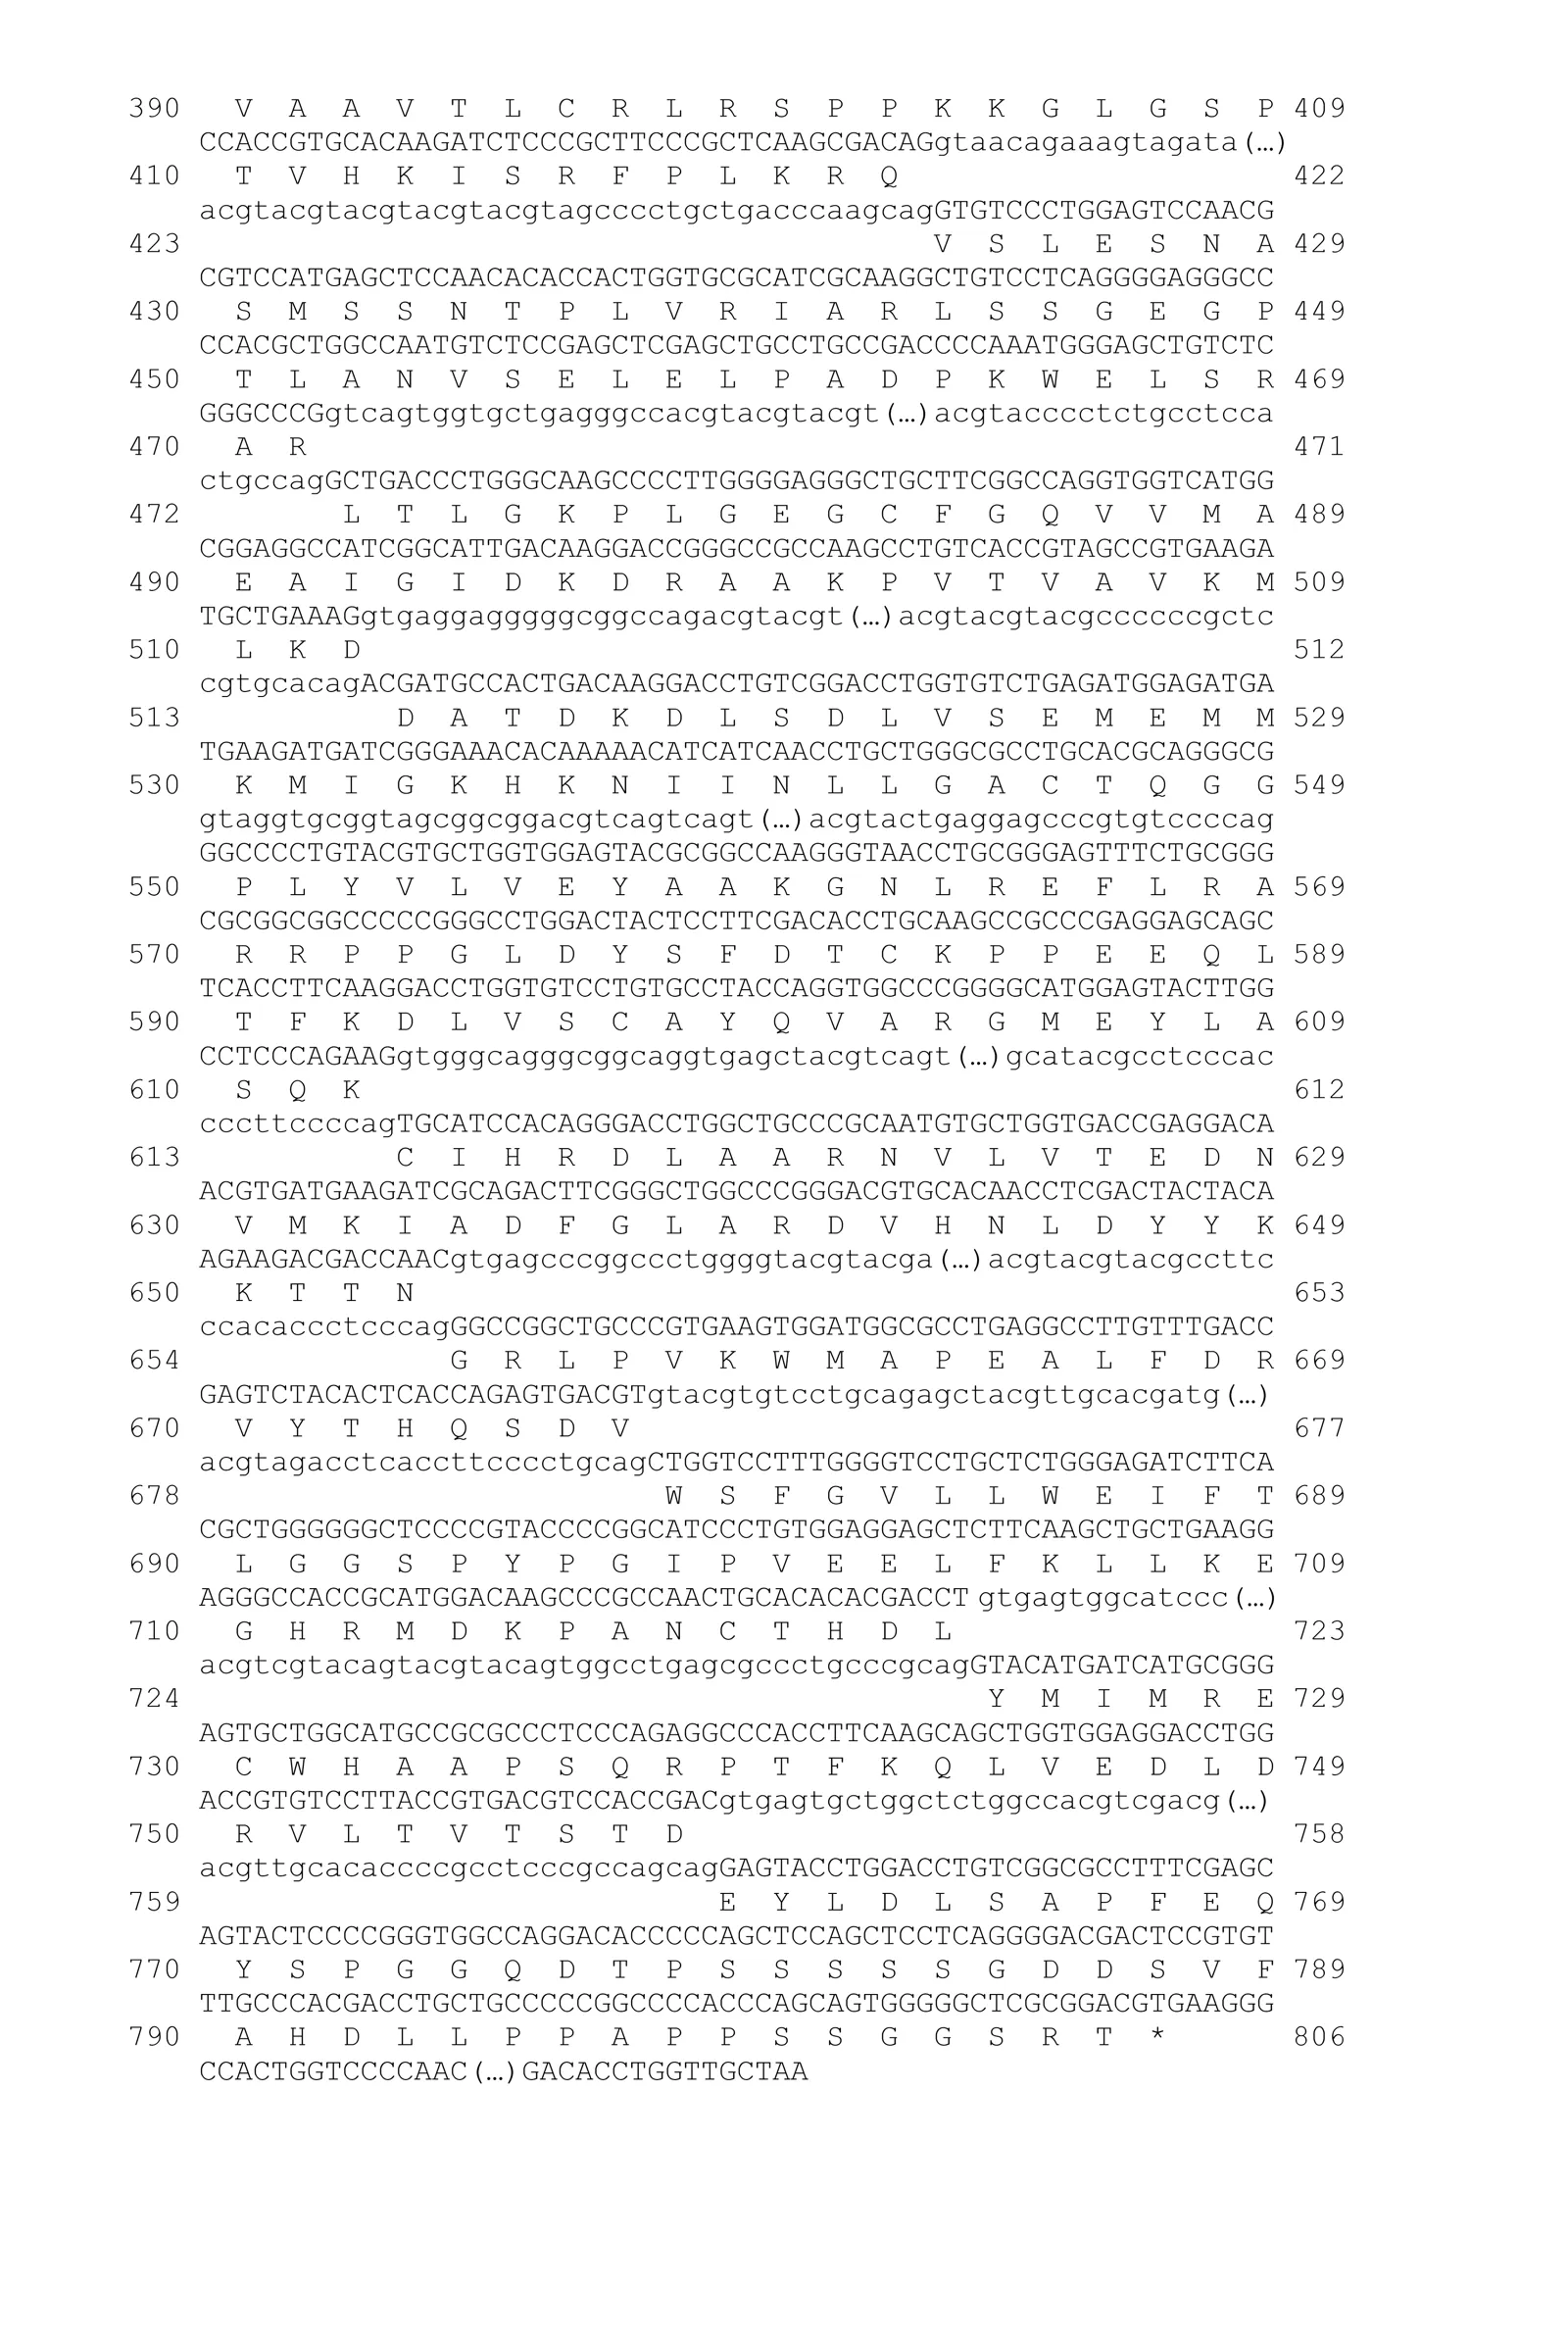 390 V A A V T L C R L R S P P K K G L G S P 409
CCACCGTGCACAAGATCTCCCGCTTCCCGCTCAAGCGACAGgtaacagaaagtagata(…)
410 T V H K I S R F P L K R Q 422
acgtacgtacgtacgtacgtagcccctgctgacccaagcagGTGTCCCTGGAGTCCAACG
423 V S L E S N A 429
CGTCCATGAGCTCCAACACACCACTGGTGCGCATCGCAAGGCTGTCCTCAGGGGAGGGCC
430 S M S S N T P L V R I A R L S S G E G P 449
CCACGCTGGCCAATGTCTCCGAGCTCGAGCTGCCTGCCGACCCCAAATGGGAGCTGTCTC
450 T L A N V S E L E L P A D P K W E L S R 469
GGGCCCGgtcagtggtgctgagggccacgtacgtacgt(…)acgtacccctctgcctcca
470 A R 471
ctgccagGCTGACCCTGGGCAAGCCCCTTGGGGAGGGCTGCTTCGGCCAGGTGGTCATGG
472 L T L G K P L G E G C F G Q V V M A 489
CGGAGGCCATCGGCATTGACAAGGACCGGGCCGCCAAGCCTGTCACCGTAGCCGTGAAGA
490 E A I G I D K D R A A K P V T V A V K M 509
TGCTGAAAGgtgaggagggggcggccagacgtacgt(…)acgtacgtacgccccccgctc
510 L K D 512
cgtgcacagACGATGCCACTGACAAGGACCTGTCGGACCTGGTGTCTGAGATGGAGATGA
513 D A T D K D L S D L V S E M E M M 529
TGAAGATGATCGGGAAACACAAAAACATCATCAACCTGCTGGGCGCCTGCACGCAGGGCG
530 K M I G K H K N I I N L L G A C T Q G G 549
gtaggtgcggtagcggcggacgtcagtcagt(…)acgtactgaggagcccgtgtccccag
GGCCCCTGTACGTGCTGGTGGAGTACGCGGCCAAGGGTAACCTGCGGGAGTTTCTGCGGG
550 P L Y V L V E Y A A K G N L R E F L R A 569
CGCGGCGGCCCCCGGGCCTGGACTACTCCTTCGACACCTGCAAGCCGCCCGAGGAGCAGC
570 R R P P G L D Y S F D T C K P P E E Q L 589
TCACCTTCAAGGACCTGGTGTCCTGTGCCTACCAGGTGGCCCGGGGCATGGAGTACTTGG
590 T F K D L V S C A Y Q V A R G M E Y L A 609
CCTCCCAGAAGgtgggcagggcggcaggtgagctacgtcagt(…)gcatacgcctcccac
610 S Q K 612
cccttccccagTGCATCCACAGGGACCTGGCTGCCCGCAATGTGCTGGTGACCGAGGACA
613 C I H R D L A A R N V L V T E D N 629
ACGTGATGAAGATCGCAGACTTCGGGCTGGCCCGGGACGTGCACAACCTCGACTACTACA
630 V M K I A D F G L A R D V H N L D Y Y K 649
AGAAGACGACCAACgtgagcccggccctggggtacgtacga(…)acgtacgtacgccttc
650 K T T N 653
ccacaccctcccagGGCCGGCTGCCCGTGAAGTGGATGGCGCCTGAGGCCTTGTTTGACC
654 G R L P V K W M A P E A L F D R 669
GAGTCTACACTCACCAGAGTGACGTgtacgtgtcctgcagagctacgttgcacgatg(…)
670 V Y T H Q S D V 677
acgtagacctcaccttcccctgcagCTGGTCCTTTGGGGTCCTGCTCTGGGAGATCTTCA
678 W S F G V L L W E I F T 689
CGCTGGGGGGCTCCCCGTACCCCGGCATCCCTGTGGAGGAGCTCTTCAAGCTGCTGAAGG
690 L G G S P Y P G I P V E E L F K L L K E 709
AGGGCCACCGCATGGACAAGCCCGCCAACTGCACACACGACCT gtgagtggcatccc(…)
710 G H R M D K P A N C T H D L 723
acgtcgtacagtacgtacagtggcctgagcgccctgcccgcagGTACATGATCATGCGGG
724 Y M I M R E 729
AGTGCTGGCATGCCGCGCCCTCCCAGAGGCCCACCTTCAAGCAGCTGGTGGAGGACCTGG
730 C W H A A P S Q R P T F K Q L V E D L D 749
ACCGTGTCCTTACCGTGACGTCCACCGACgtgagtgctggctctggccacgtcgacg(…)
750 R V L T V T S T D 758
acgttgcacaccccgcctcccgccagcagGAGTACCTGGACCTGTCGGCGCCTTTCGAGC
759 E Y L D L S A P F E Q 769
AGTACTCCCCGGGTGGCCAGGACACCCCCAGCTCCAGCTCCTCAGGGGACGACTCCGTGT
770 Y S P G G Q D T P S S S S S G D D S V F 789
TTGCCCACGACCTGCTGCCCCCGGCCCCACCCAGCAGTGGGGGCTCGCGGACGTGAAGGG
790 A H D L L P P A P P S S G G S R T * 806
CCACTGGTCCCCAAC(…)GACACCTGGTTGCTAA